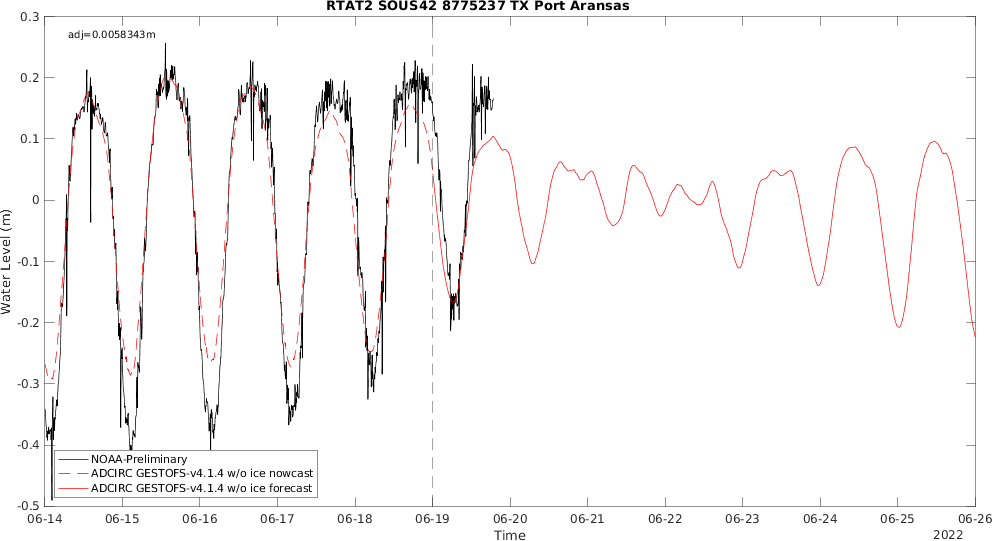 RTAT2 SOUS42 8775237 TX Port Aransas
adj=0.0058343m
0.3
0.2
0.1
0
-0.1
-0.2
-0.3
-0.4
-0.5
Water Level (m)
NOAA-Preliminary
ADCIRC GESTOFS-v4.1.4 w/o ice nowcast
ADCIRC GESTOFS-v4.1.4 w/o ice forecast
06-14 06-15 06-16 06-17 06-18 06-19 06-20 06-21 06-22 06-23 06-24 06-25 06-26
Time
2022